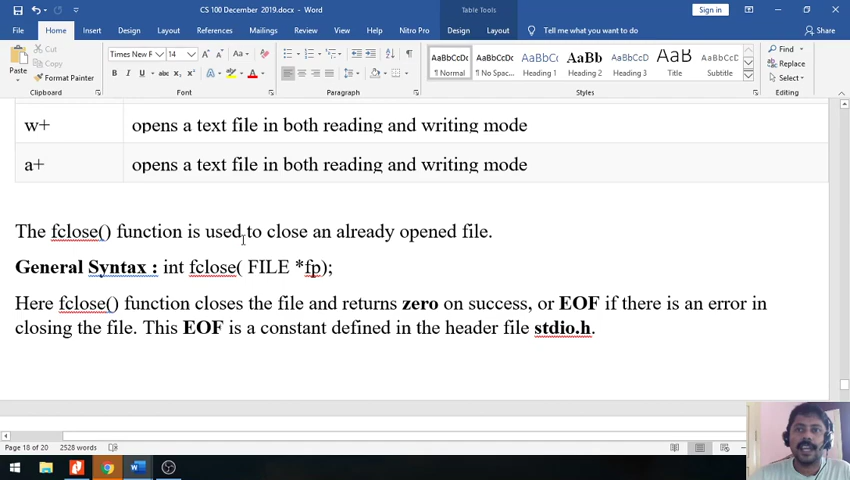 CS 100 December 2019.docx - Word
Table Tools
Sign in
File Home Insert Draw Design Layout References Mailings Review View Help Nitro Pro Design Layout Tell me what you want to do
Cut
Copy
Format Painter
Paste
Clipboard
Times New R 14
Font
Paragraph
AaBbCcDc AaBbCcDc AaBbCc AaBb AaBbCcD AaB AaBbCcD
¶ Normal ¶ No Spac... Heading 1 Heading 2 Heading 3 Title Subtitle
Styles
Find
Replace
Select
Editing
w+ opens a text file in both reading and writing mode
a+ opens a text file in both reading and writing mode
The fclose() function is used to close an already opened file.
General Syntax : int fclose( FILE *fp);
Here fclose() function closes the file and returns zero on success, or EOF if there is an error in
closing the file. This EOF is a constant defined in the header file stdio.h.
Page 18 of 20 2528 words